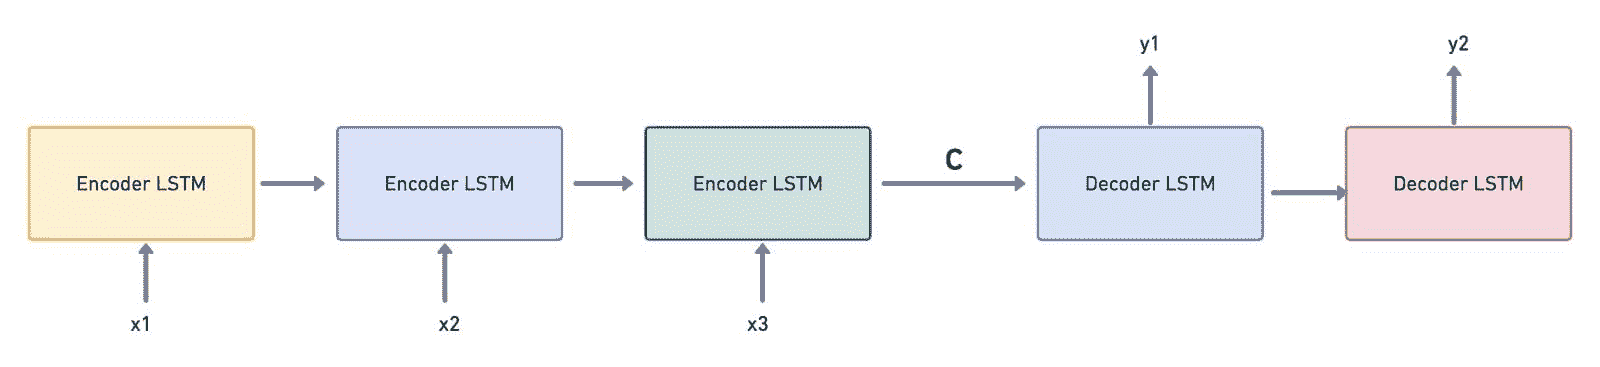 y1
y2
C
Encoder LSTM
Encoder LSTM
Encoder LSTM
Decoder LSTM
Decoder LSTM
x1
x2
x3